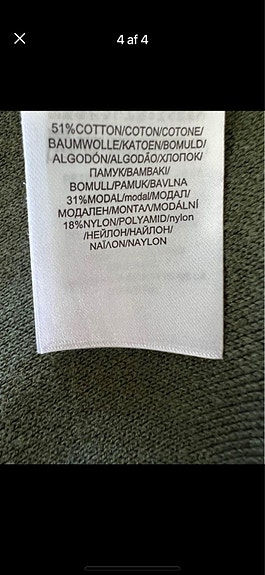 4 af 4
51%COTTON/COTON/COTONE/
BAUMWOLLE/KATOEN/BOMULD/
ALGODÓN/ALGODÃO/ХЛОПОК/
ПАМУК/ΒΑΜΒΑΚΙ/
BOMULL/PAMUK/BAVLNA
31%MODAL/modal/МОДАЛ/
МОДАЛЕН/ΜΟΝΤΑΛ/MODÁLNÍ
18%NYLON/POLYAMID/nylon
/НЕЙЛОН/НАЙЛОН/
ΝΑΪΛΟΝ/NAYLON